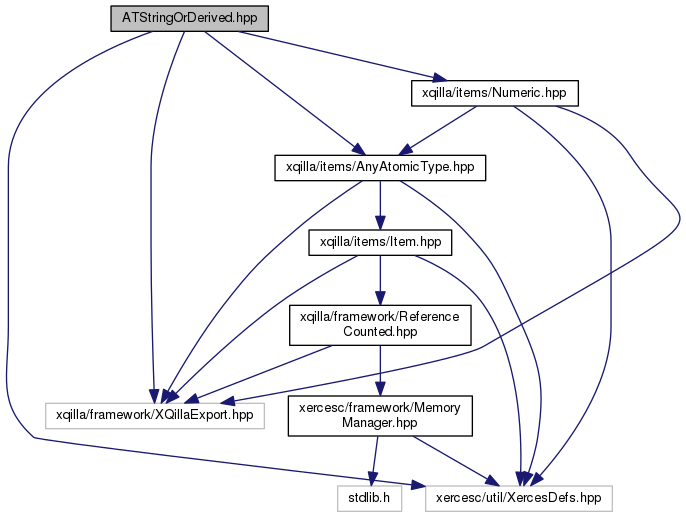 ATStringOrDerived.hpp
xqilla/items/Numeric.hpp
xqilla/items/AnyAtomicType.hpp
xqilla/items/Item.hpp
xqilla/framework/Reference
Counted.hpp
xqilla/framework/XQillaExport.hpp
xercesc/framework/Memory
Manager.hpp
stdlib.h
xercesc/util/XercesDefs.hpp